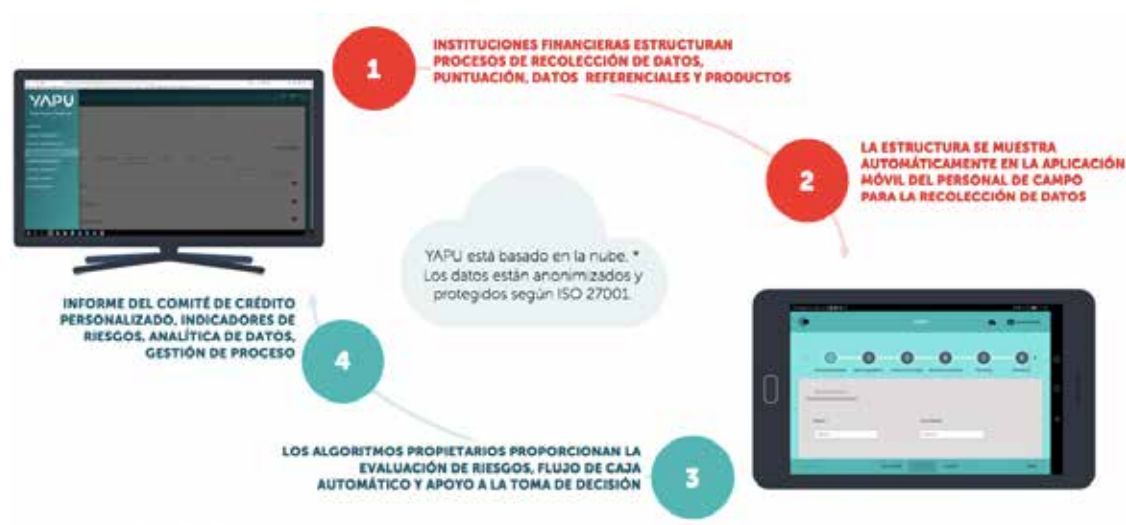 1
INSTITUCIONES FINANCIERAS ESTRUCTURAN
PROCESOS DE RECOLECCIÓN DE DATOS,
PUNTUACIÓN, DATOS REFERENCIALES Y PRODUCTOS
YAPU
2
LA ESTRUCTURA SE MUESTRA
AUTOMÁTICAMENTE EN LA APLICACIÓN
MÓVIL DEL PERSONAL DE CAMPO
PARA LA RECOLECCIÓN DE DATOS
YAPU está basado en la nube. *
Los datos están anonimizados y
protegidos según ISO 27001.
INFORME DEL COMITÉ DE CRÉDITO
PERSONALIZADO, INDICADORES DE
RIESGOS, ANALÍTICA DE DATOS,
GESTIÓN DE PROCESO
4
LOS ALGORITMOS PROPIETARIOS PROPORCIONAN LA
EVALUACIÓN DE RIESGOS, FLUJO DE CAJA
AUTOMÁTICO Y APOYO A LA TOMA DE DECISIÓN
3